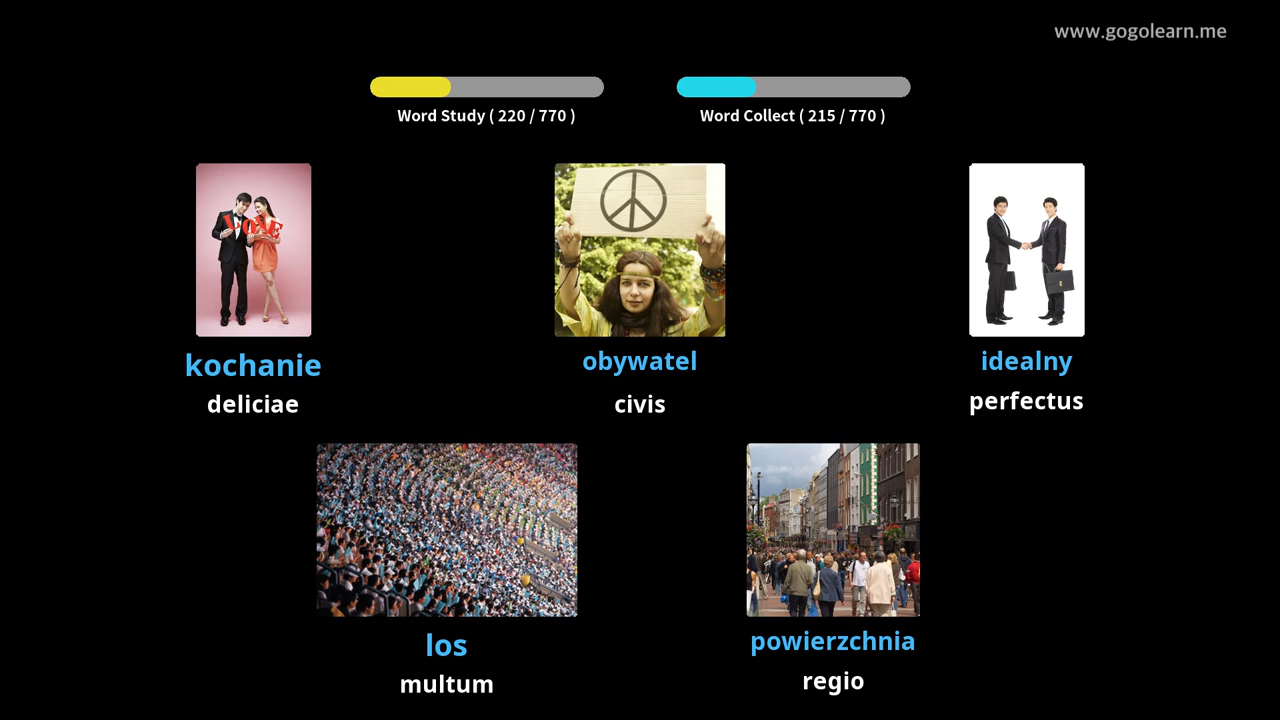 www.gogolearn.me
Word Study ( 220 / 770 )
Word Collect ( 215 / 770 )
kochanie
deliciae
obywatel
civis
idealny
perfectus
los
multum
powierzchnia
regio